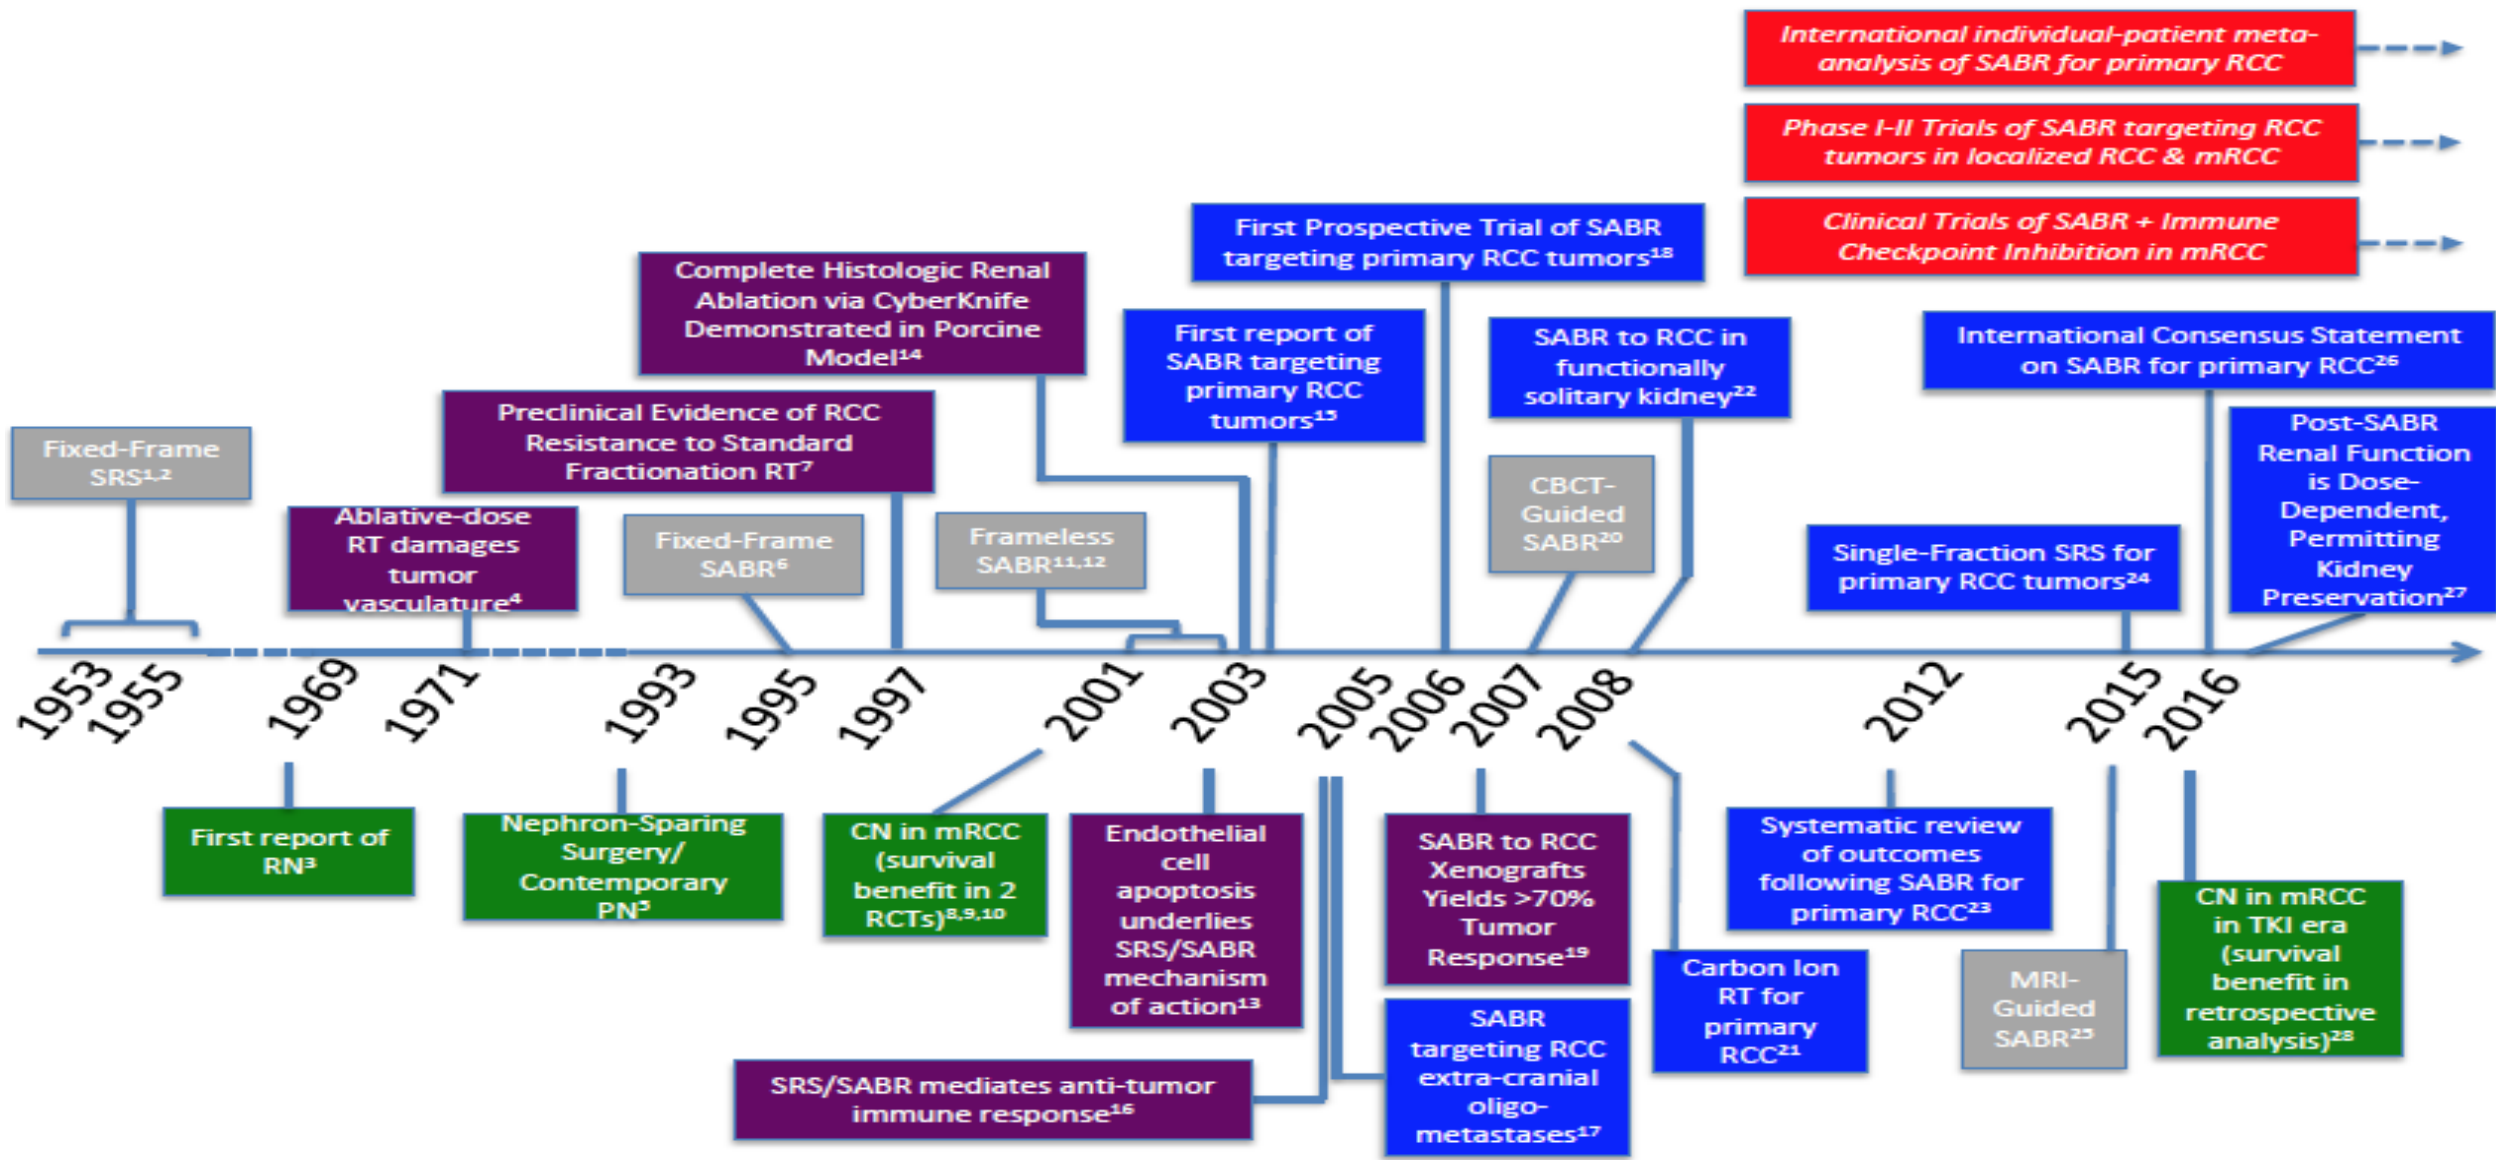 International individual-patient meta-
analysis of SABR for primary RCC
Phase I-II Trials of SABR targeting RCC
tumors in localized RCC & mRCC
Clinical Trials of SABR + Immune
Checkpoint Inhibition in mRCC
First Prospective Trial of SABR
targeting primary RCC tumors¹⁸
Complete Histologic Renal
Ablation via CyberKnife
Demonstrated in Porcine
Model¹⁴
First report of
SABR targeting
primary RCC
tumors¹⁵
SABR to RCC in
functionally
solitary kidney²²
International Consensus Statement
on SABR for primary RCC²⁶
Preclinical Evidence of RCC
Resistance to Standard
Fractionation RT⁷
Post-SABR
Renal Function
is Dose-
Dependent,
Permitting
Kidney
Preservation²⁷
Fixed-Frame
SRS¹,²
Ablative-dose
RT damages
tumor
vasculature⁴
Fixed-Frame
SABR⁶
Frameless
SABR¹¹,¹²
CBCT-
Guided
SABR²⁰
Single-Fraction SRS for
primary RCC tumors²⁴
1953
1955
1969
1971
1993
1995
1997
2001
2003
2005
2006
2007
2008
2012
2015
2016
First report of
RN³
Nephron-Sparing
Surgery/
Contemporary
PN⁵
CN in mRCC
(survival
benefit in 2
RCTs)⁸,⁹,¹⁰
Endothelial
cell
apoptosis
underlies
SRS/SABR
mechanism
of action¹³
SABR to RCC
Xenografts
Yields >70%
Tumor
Response¹⁹
Systematic review
of outcomes
following SABR for
primary RCC²³
CN in mRCC
in TKI era
(survival
benefit in
retrospective
analysis)²⁸
Carbon Ion
RT for
primary
RCC²¹
MRI-
Guided
SABR²⁵
SRS/SABR mediates anti-tumor
immune response¹⁶
SABR
targeting RCC
extra-cranial
oligo-
metastases¹⁷